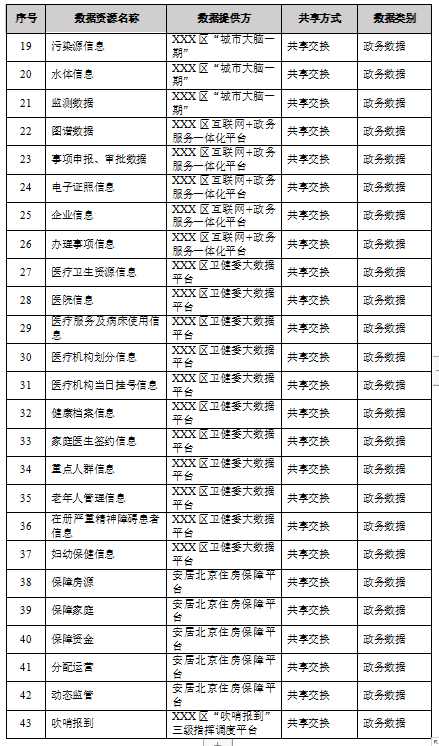 序号 数据资源名称 数据提供方 共享方式 数据类别
19 污染源信息 XXX 区“城市大脑一期” 共享交换 政务数据
20 水体信息 XXX 区“城市大脑一期” 共享交换 政务数据
21 监测数据 XXX 区“城市大脑一期” 共享交换 政务数据
22 图谱数据 XXX 区互联网+政务服务一体化平台 共享交换 政务数据
23 事项申报、审批数据 XXX 区互联网+政务服务一体化平台 共享交换 政务数据
24 电子证照信息 XXX 区互联网+政务服务一体化平台 共享交换 政务数据
25 企业信息 XXX 区互联网+政务服务一体化平台 共享交换 政务数据
26 办理事项信息 XXX 区互联网+政务服务一体化平台 共享交换 政务数据
27 医疗卫生资源信息 XXX 区卫健委大数据平台 共享交换 政务数据
28 医院信息 XXX 区卫健委大数据平台 共享交换 政务数据
29 医疗服务及病床使用信息 XXX 区卫健委大数据平台 共享交换 政务数据
30 医疗机构划分信息 XXX 区卫健委大数据平台 共享交换 政务数据
31 医疗机构当日挂号信息 XXX 区卫健委大数据平台 共享交换 政务数据
32 健康档案信息 XXX 区卫健委大数据平台 共享交换 政务数据
33 家庭医生签约信息 XXX 区卫健委大数据平台 共享交换 政务数据
34 重点人群信息 XXX 区卫健委大数据平台 共享交换 政务数据
35 老年人管理信息 XXX 区卫健委大数据平台 共享交换 政务数据
36 在册严重精神障碍患者信息 XXX 区卫健委大数据平台 共享交换 政务数据
37 妇幼保健信息 XXX 区卫健委大数据平台 共享交换 政务数据
38 保障房源 安居北京住房保障平台 共享交换 政务数据
39 保障家庭 安居北京住房保障平台 共享交换 政务数据
40 保障资金 安居北京住房保障平台 共享交换 政务数据
41 分配运营 安居北京住房保障平台 共享交换 政务数据
42 动态监管 安居北京住房保障平台 共享交换 政务数据
43 吹哨报到 XXX 区“吹哨报到”三级指挥调度平台 共享交换 政务数据